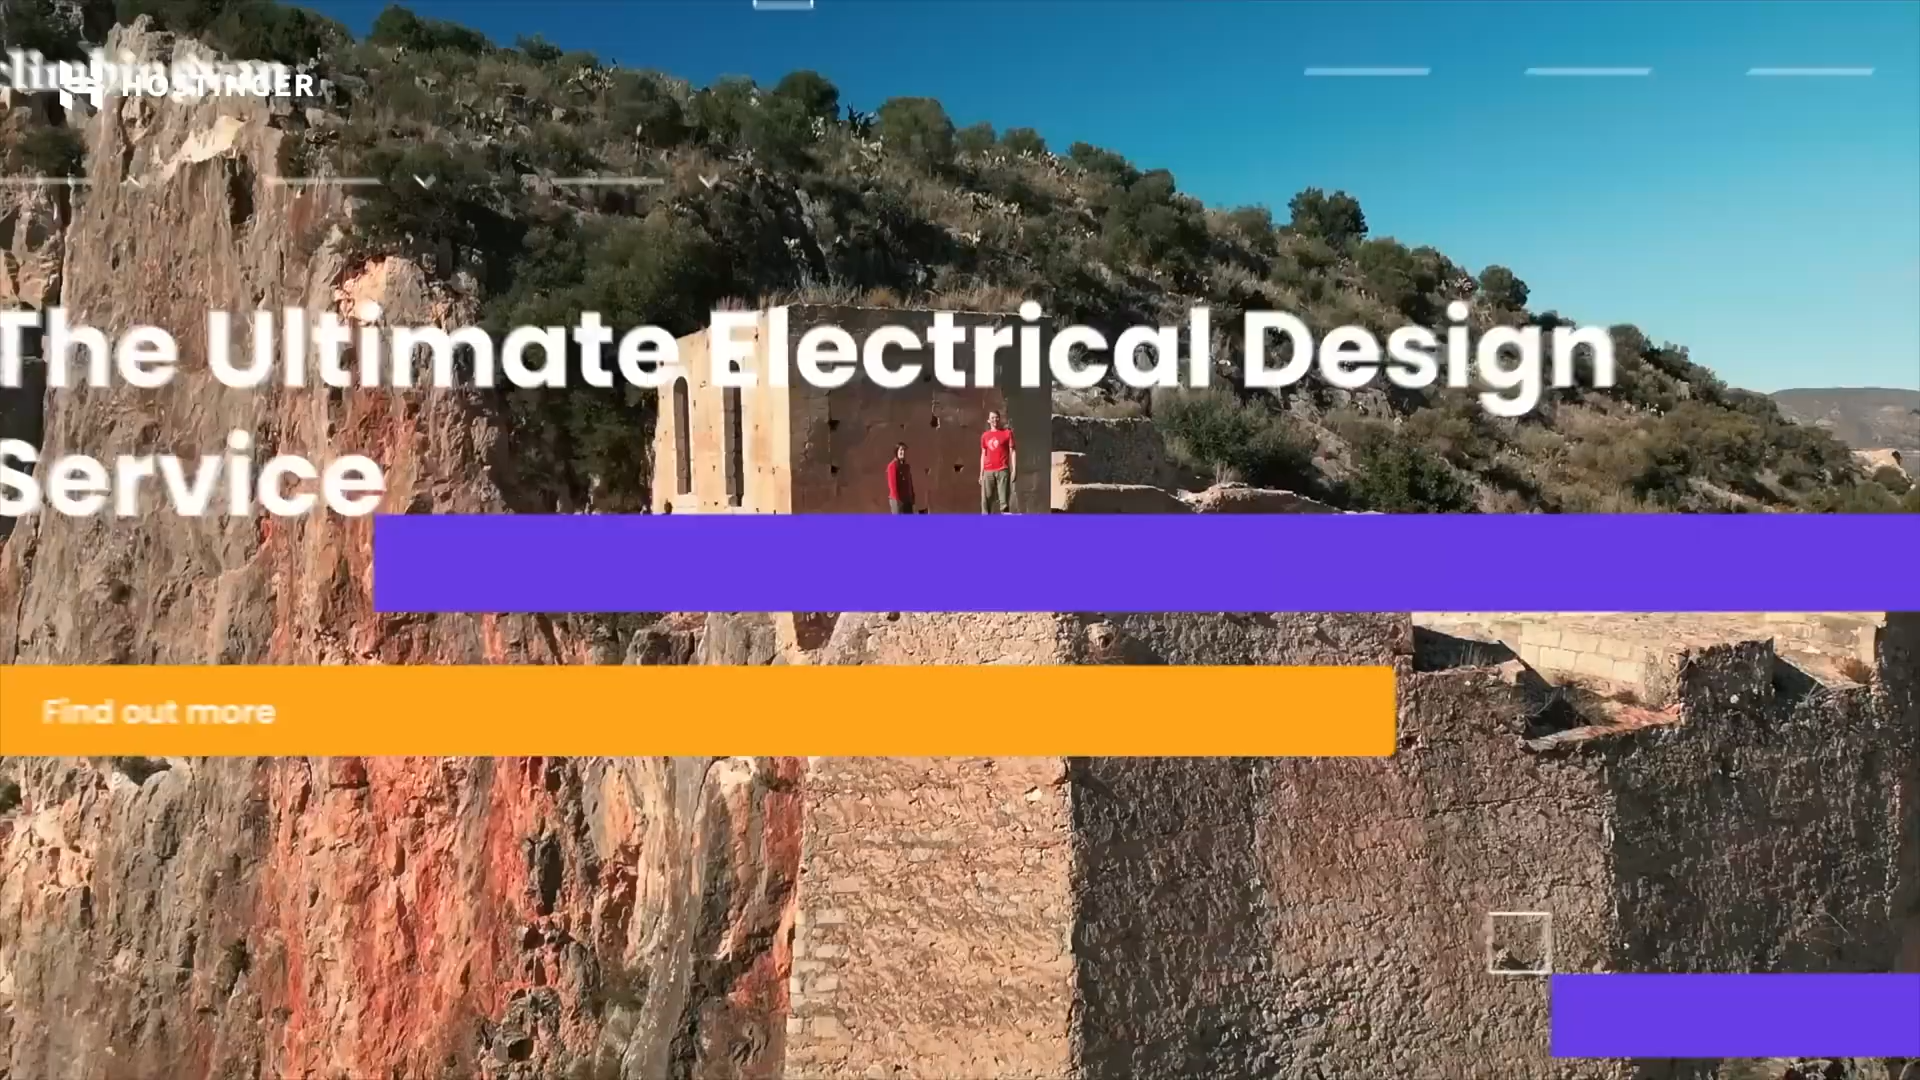 HOSTINGER
The Ultimate Electrical Design
Service
Find out more